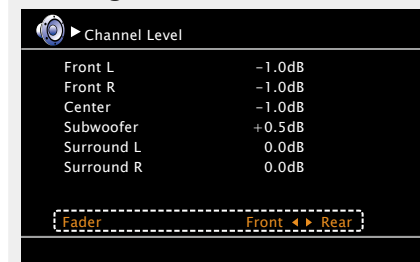 Channel Level
Front L −1.0dB
Front R −1.0dB
Center −1.0dB
Subwoofer +0.5dB
Surround L 0.0dB
Surround R 0.0dB
Fader Front ◀ ▶ Rear